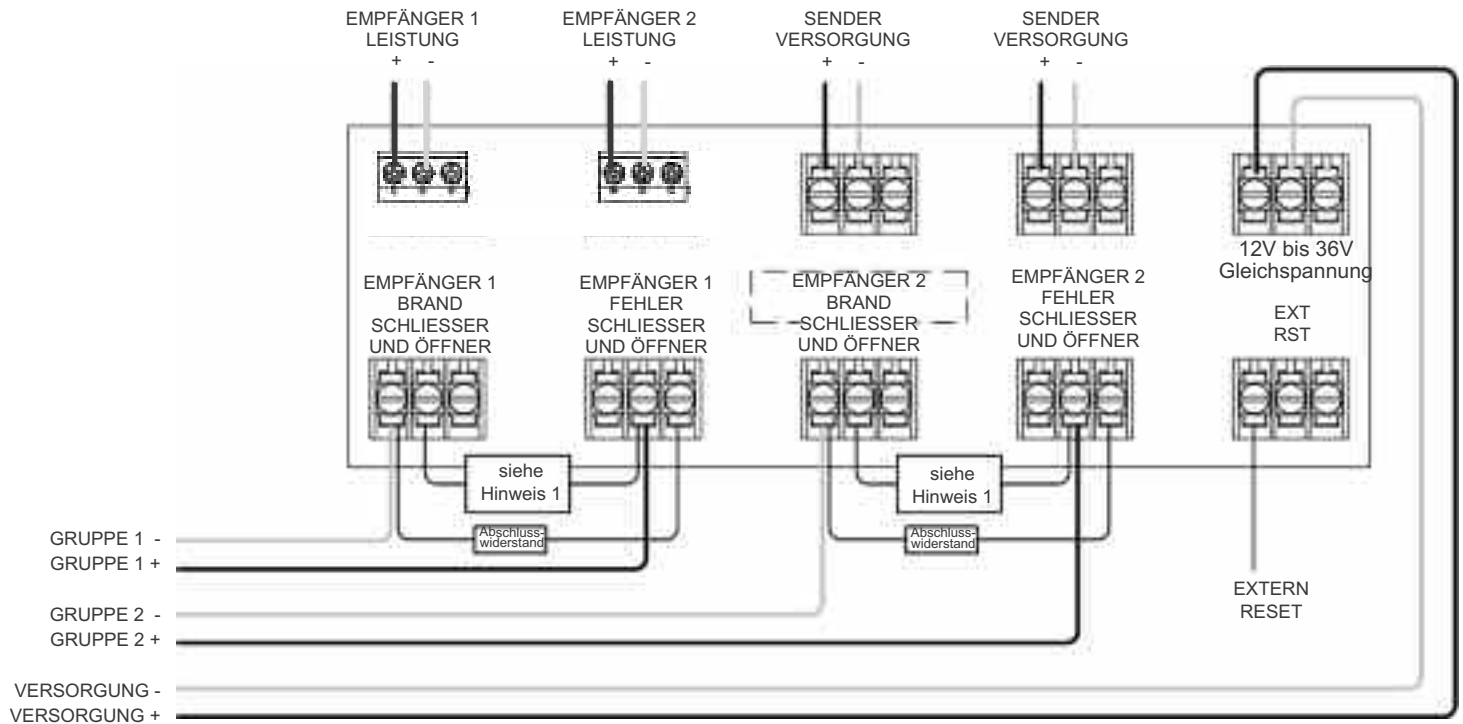 EMPFÄNGER 1
LEISTUNG
+ -
EMPFÄNGER 2
LEISTUNG
+ -
SENDER
VERSORGUNG
+ -
SENDER
VERSORGUNG
+ -
12V bis 36V
Gleichspannung
EMPFÄNGER 1
BRAND
SCHLIESSER
UND ÖFFNER
EMPFÄNGER 1
FEHLER
SCHLIESSER
UND ÖFFNER
EMPFÄNGER 2
BRAND
SCHLIESSER
UND ÖFFNER
EMPFÄNGER 2
FEHLER
SCHLIESSER
UND ÖFFNER
EXT
RST
siehe
Hinweis 1
siehe
Hinweis 1
Abschluss-
widerstand
Abschluss-
widerstand
GRUPPE 1 -
GRUPPE 1 +
GRUPPE 2 -
GRUPPE 2 +
EXTERN
RESET
VERSORGUNG -
VERSORGUNG +